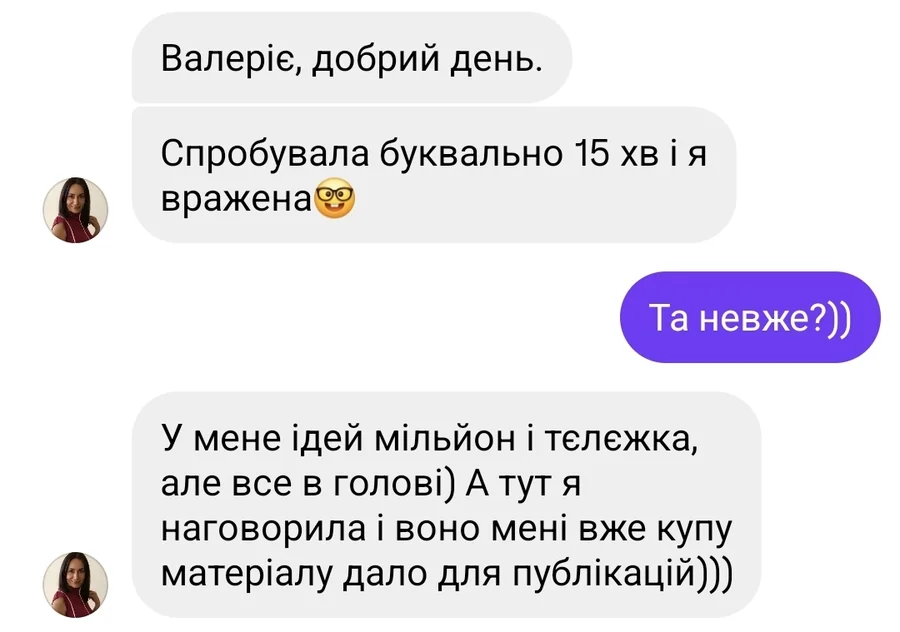 Валеріє, добрий день.
Спробувала буквально 15 хв і я
вражена🤓
Та невже?))
У мене ідей мільйон і тєлєжка,
але все в голові) А тут я
наговорила і воно мені вже купу
матеріалу дало для публікацій)))